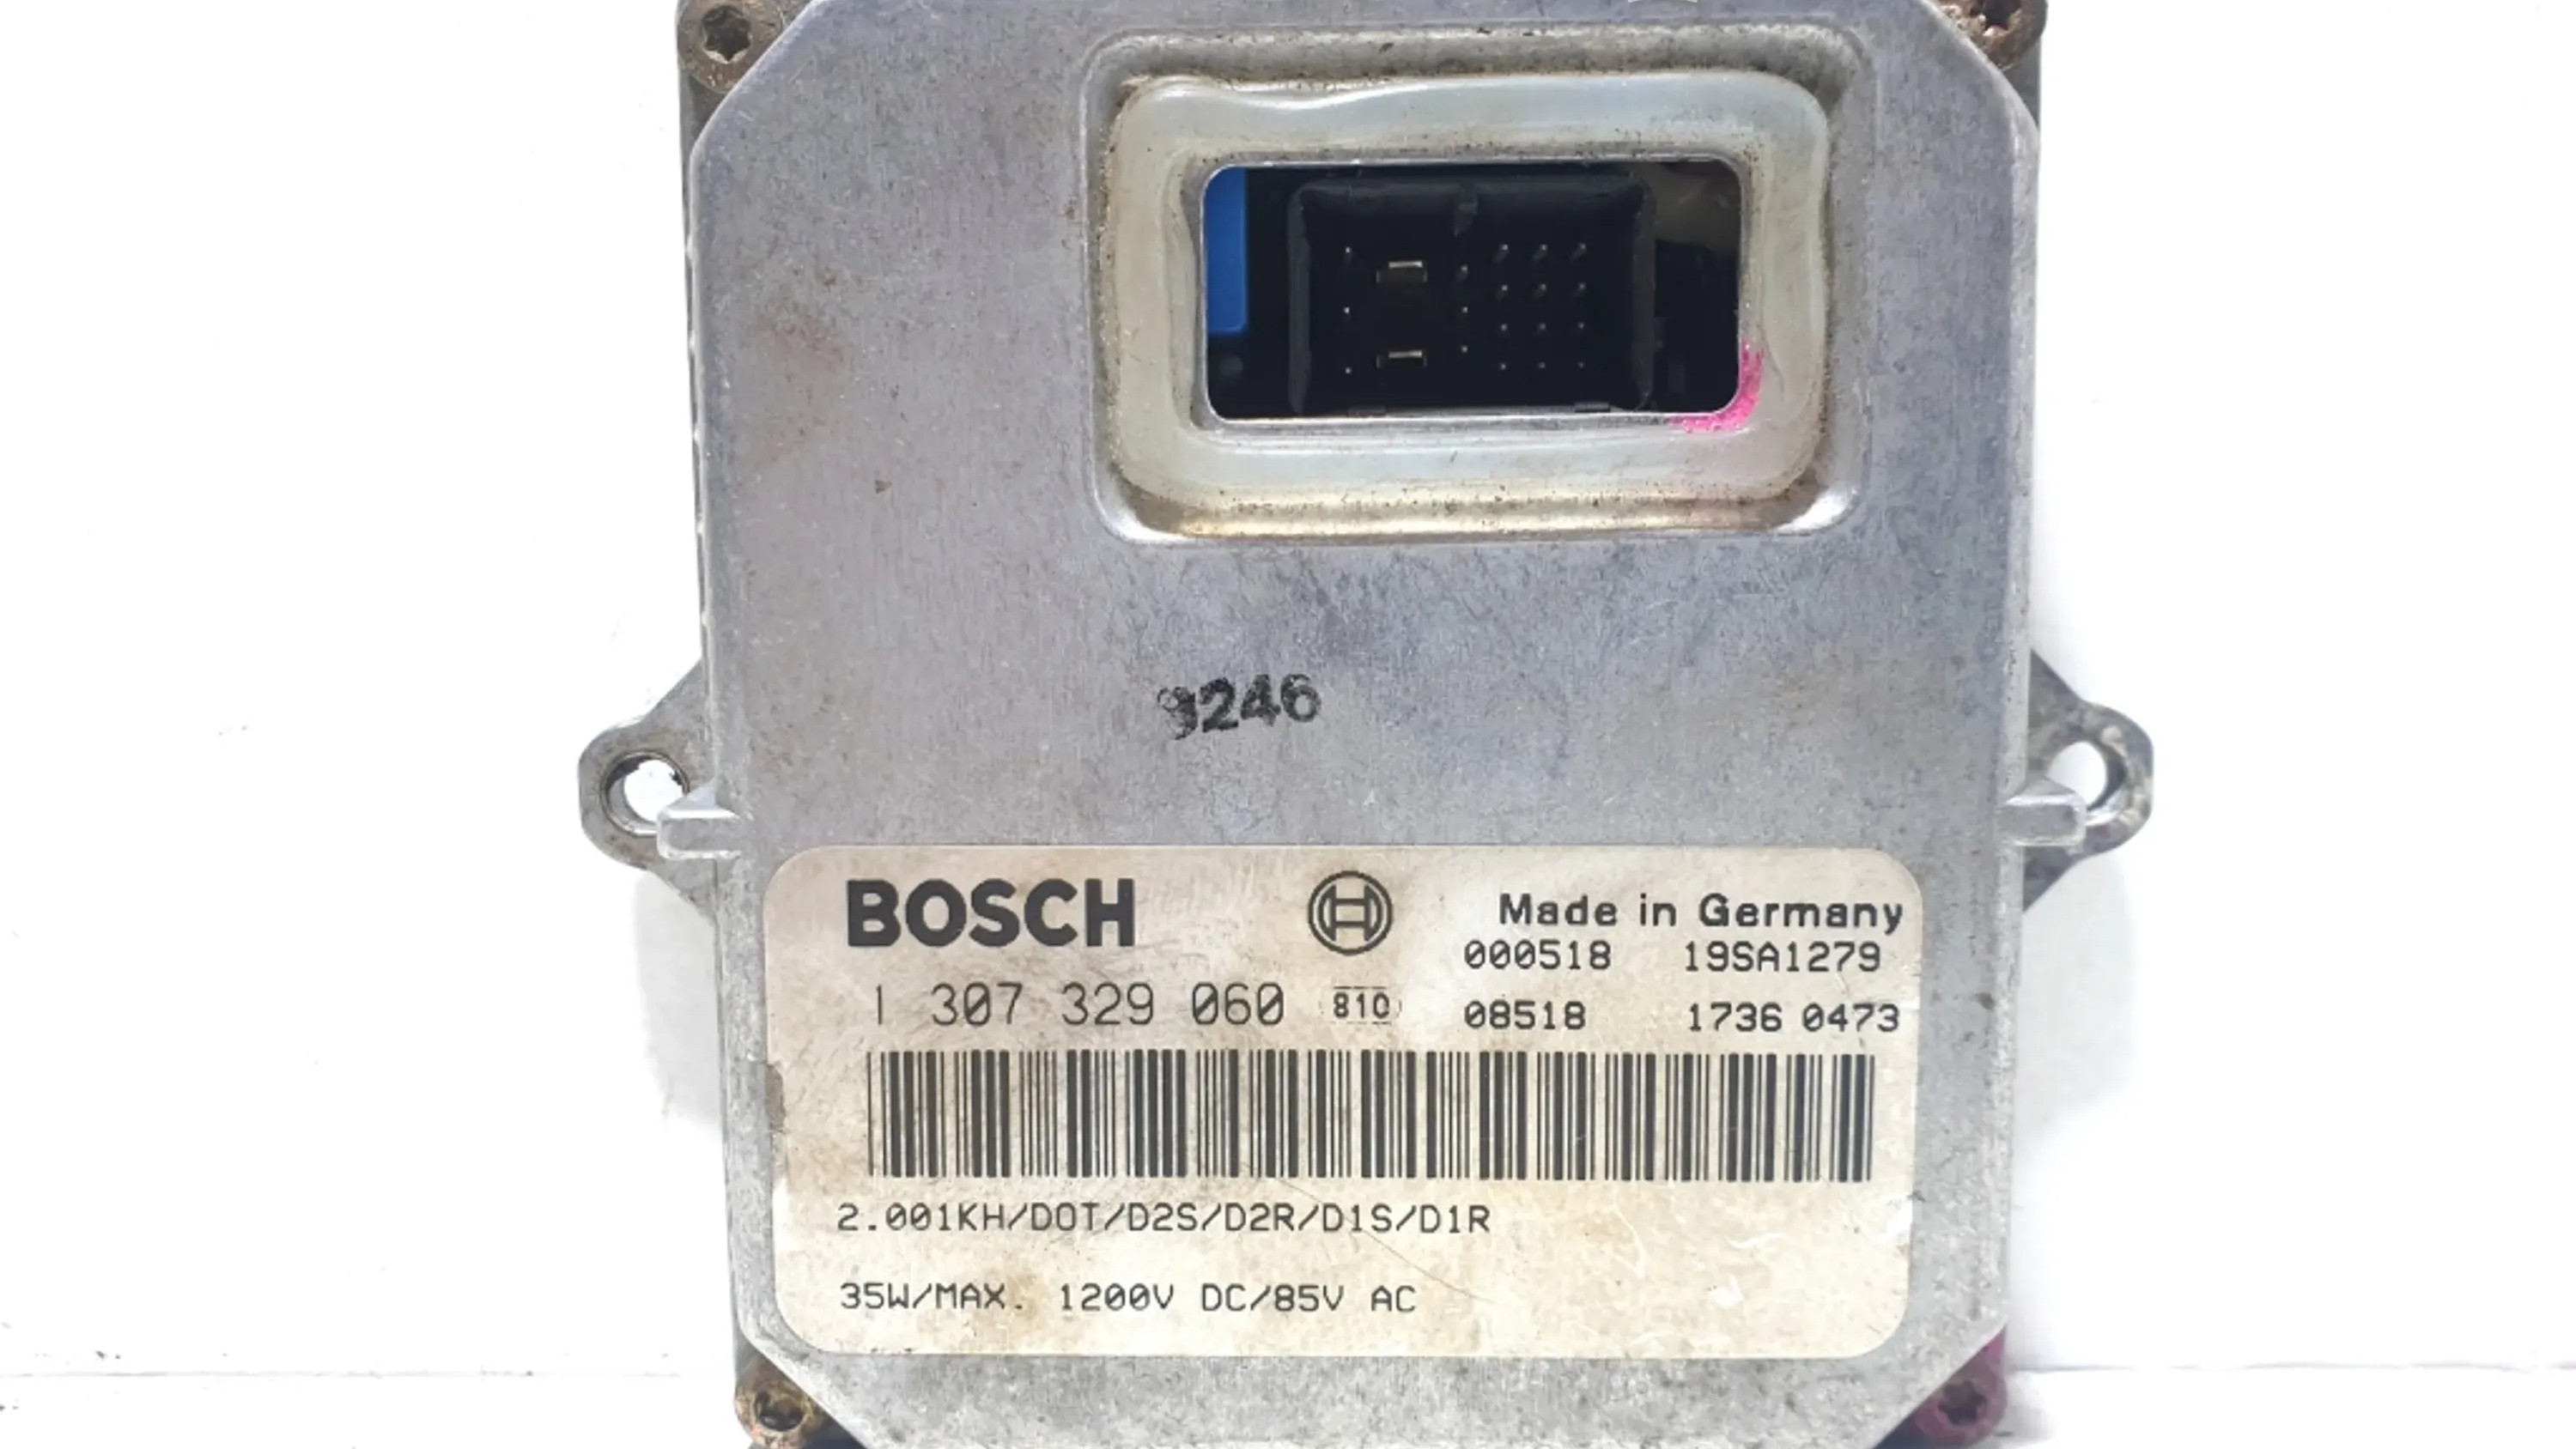 9246
BOSCH Made in Germany
000518 19SA1279
1 307 329 060 810 08518 1736 0473
2.001KH/DOT/D2S/D2R/D1S/D1R
35W/MAX. 1200V DC/85V AC